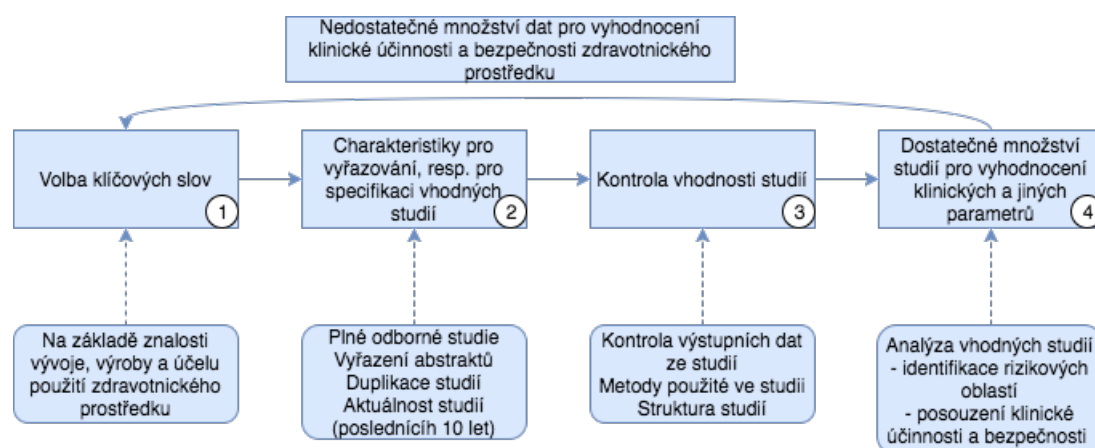 Nedostatečné množství dat pro vyhodnocení
klinické účinnosti a bezpečnosti zdravotnického
prostředku
Volba klíčových slov
1
Charakteristiky pro
vyřazování, resp. pro
specifikaci vhodných
studií
2
Kontrola vhodnosti studií
3
Dostatečné množství
studií pro vyhodnocení
klinických a jiných
parametrů
4
Na základě znalosti
vývoje, výroby a účelu
použití zdravotnického
prostředku
Plné odborné studie
Vyřazení abstraktů
Duplikace studií
Aktuálnost studií
(poslednícíh 10 let)
Kontrola výstupních dat
ze studií
Metody použité ve studii
Struktura studií
Analýza vhodných studií
- identifikace rizikových
oblastí
- posouzení klinické
účinnosti a bezpečnosti